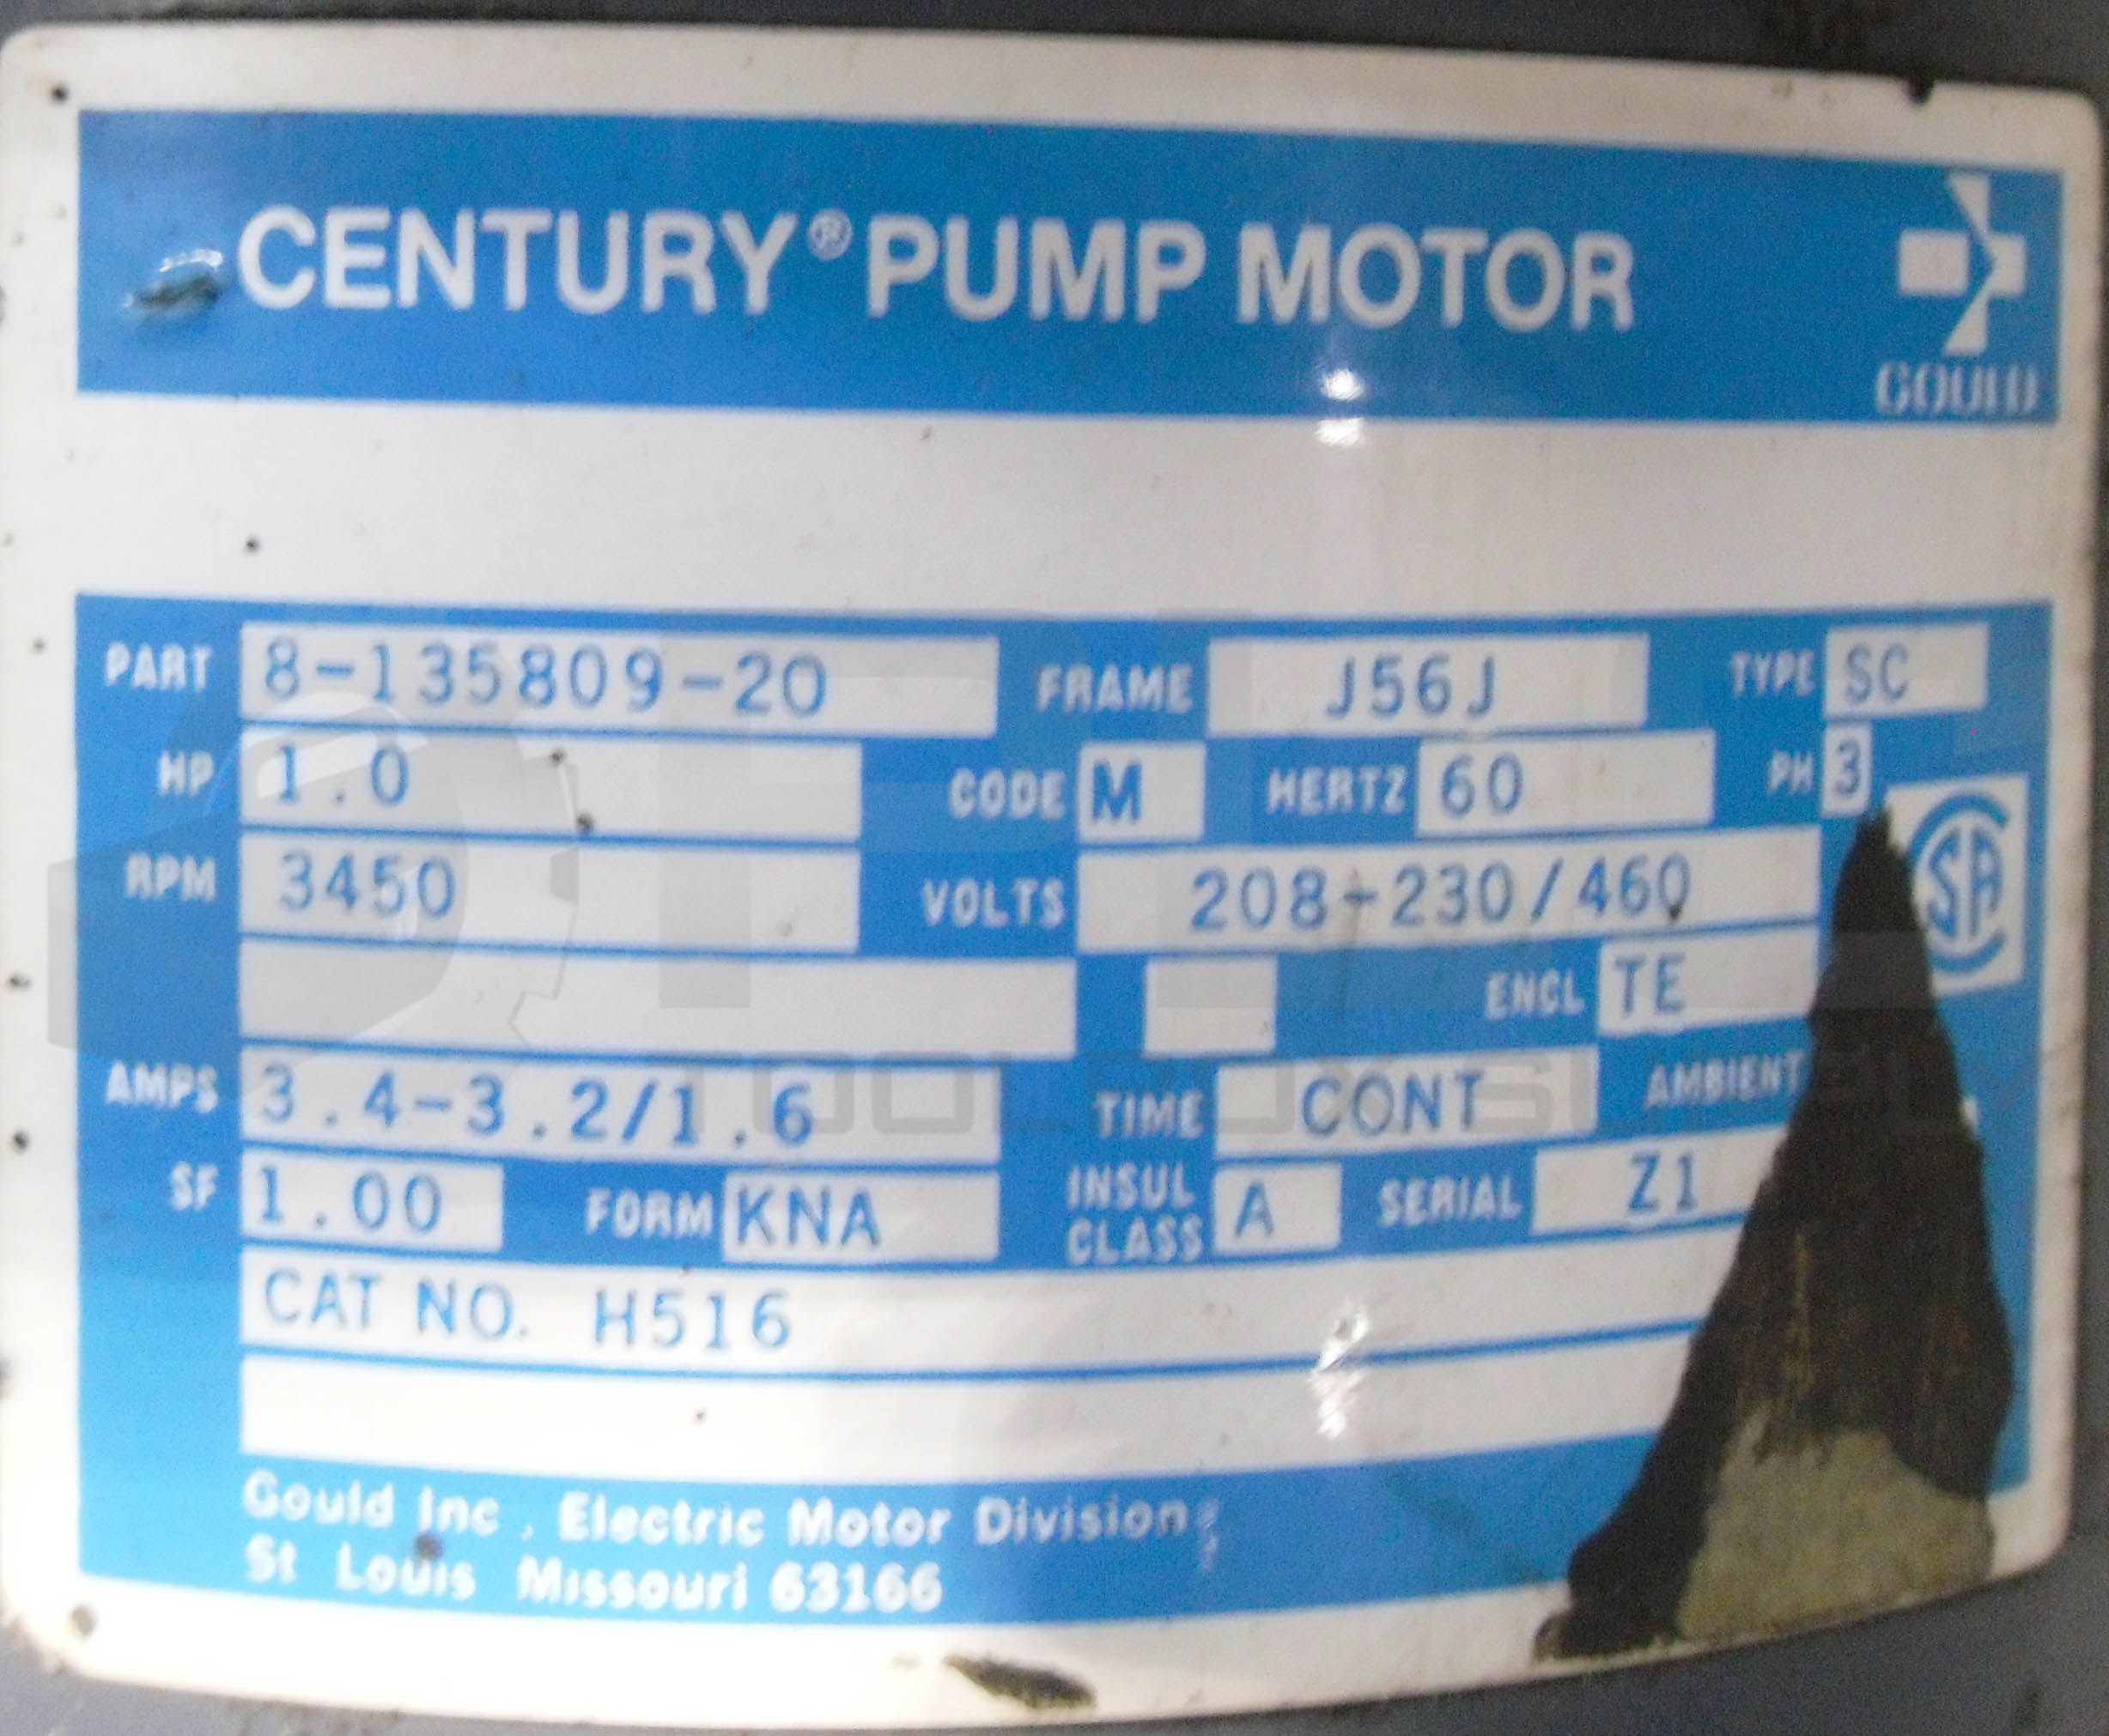 CENTURY® PUMP MOTOR
GOULD
PART 8-135809-20 FRAME J56J TYPE SC
HP 1.0 CODE M HERTZ 60 PH 3
RPM 3450 VOLTS 208-230/460
SA
ENCL TE
AMPS 3.4-3.2/1.6 TIME CONT AMBIENT
SF 1.00 FORM KNA INSUL CLASS A SERIAL Z1
CAT NO. H516
Gould Inc., Electric Motor Division
St Louis Missouri 63166